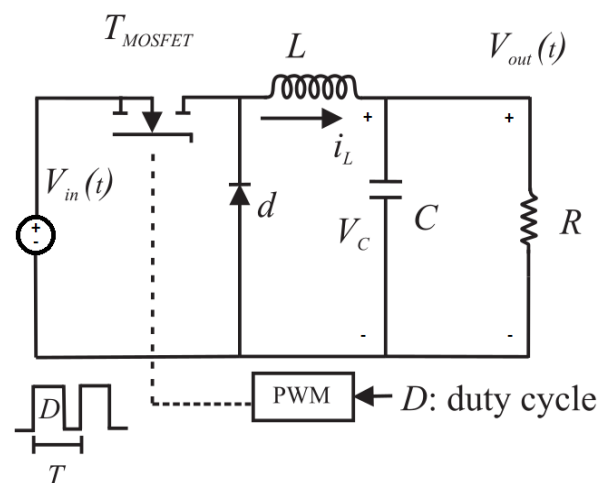 T_MOSFET
L
V_out (t)
+
+
i_L
V_in (t)
d
V_C
C
R
+
-
-
-
D
PWM
D: duty cycle
T